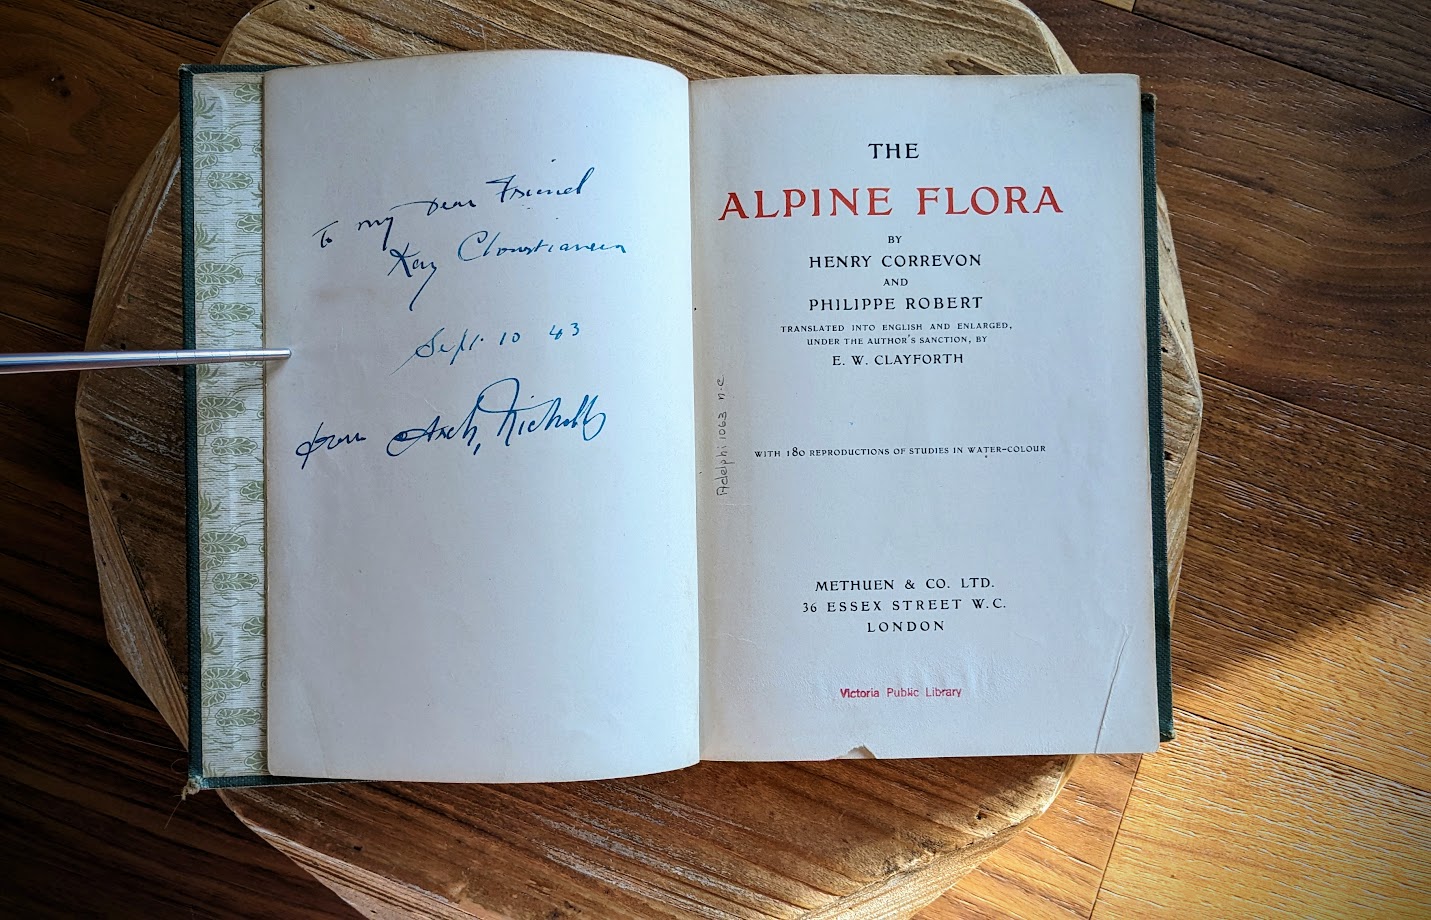 To my Dear Friend
Kay Christiansen
Sept. 10 43
from Arch. Nicholls
THE
ALPINE FLORA
BY
HENRY CORREVON
AND
PHILIPPE ROBERT
TRANSLATED INTO ENGLISH AND ENLARGED,
UNDER THE AUTHOR'S SANCTION, BY
E. W. CLAYFORTH
Adelphi 1063 n-c
WITH 180 REPRODUCTIONS OF STUDIES IN WATER-COLOUR
METHUEN & CO. LTD.
36 ESSEX STREET W.C.
LONDON
Victoria Public Library